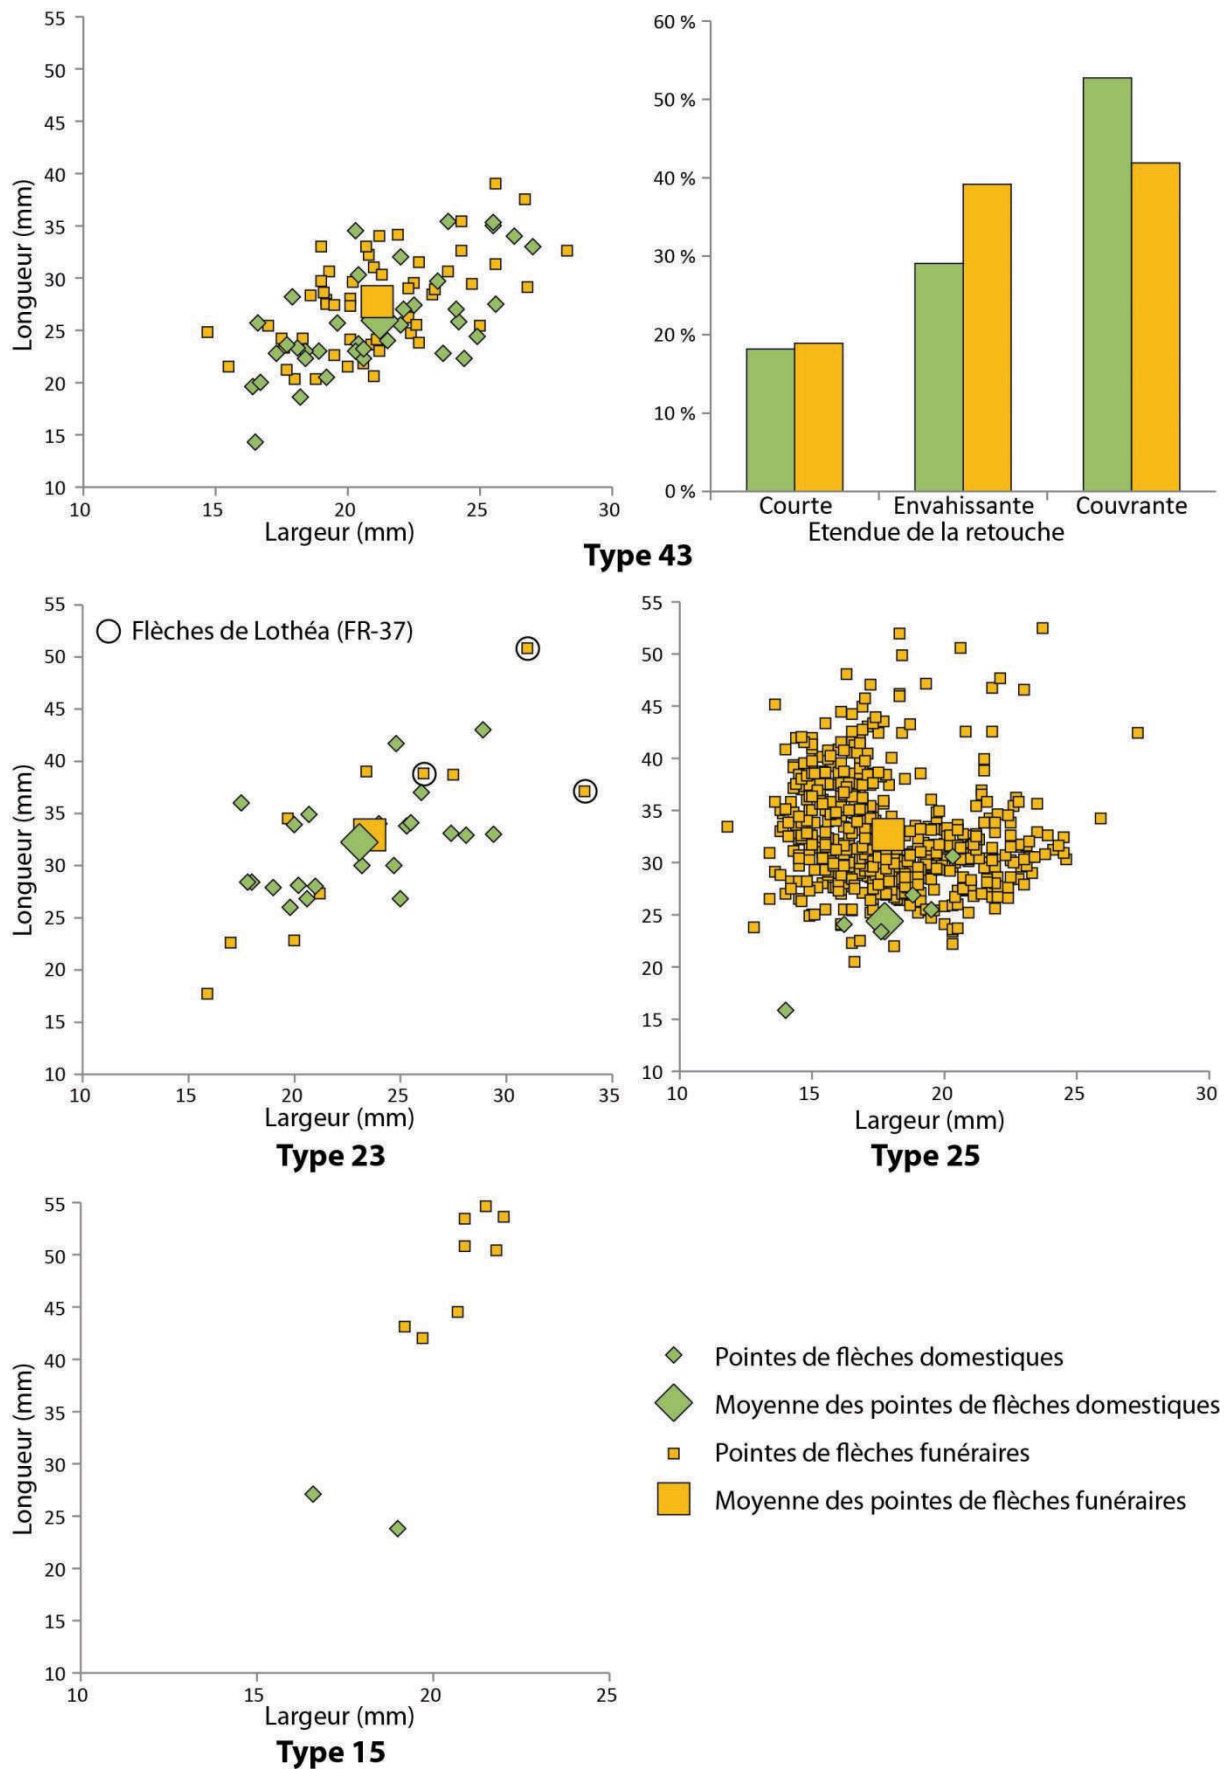 55
50
45
40
35
30
25
20
15
10
Longueur (mm)
10 15 20 25 30
Largeur (mm)
60 %
50 %
40 %
30 %
20 %
10 %
0 %
Courte Envahissante Couvrante
Etendue de la retouche
Type 43
55
50
45
40
35
30
25
20
15
10
Longueur (mm)
Flèches de Lothéa (FR-37)
10 15 20 25 30 35
Largeur (mm)
Type 23
55
50
45
40
35
30
25
20
15
10
10 15 20 25 30
Largeur (mm)
Type 25
55
50
45
40
35
30
25
20
15
10
Longueur (mm)
10 15 20 25
Largeur (mm)
Type 15
Pointes de flèches domestiques
Moyenne des pointes de flèches domestiques
Pointes de flèches funéraires
Moyenne des pointes de flèches funéraires